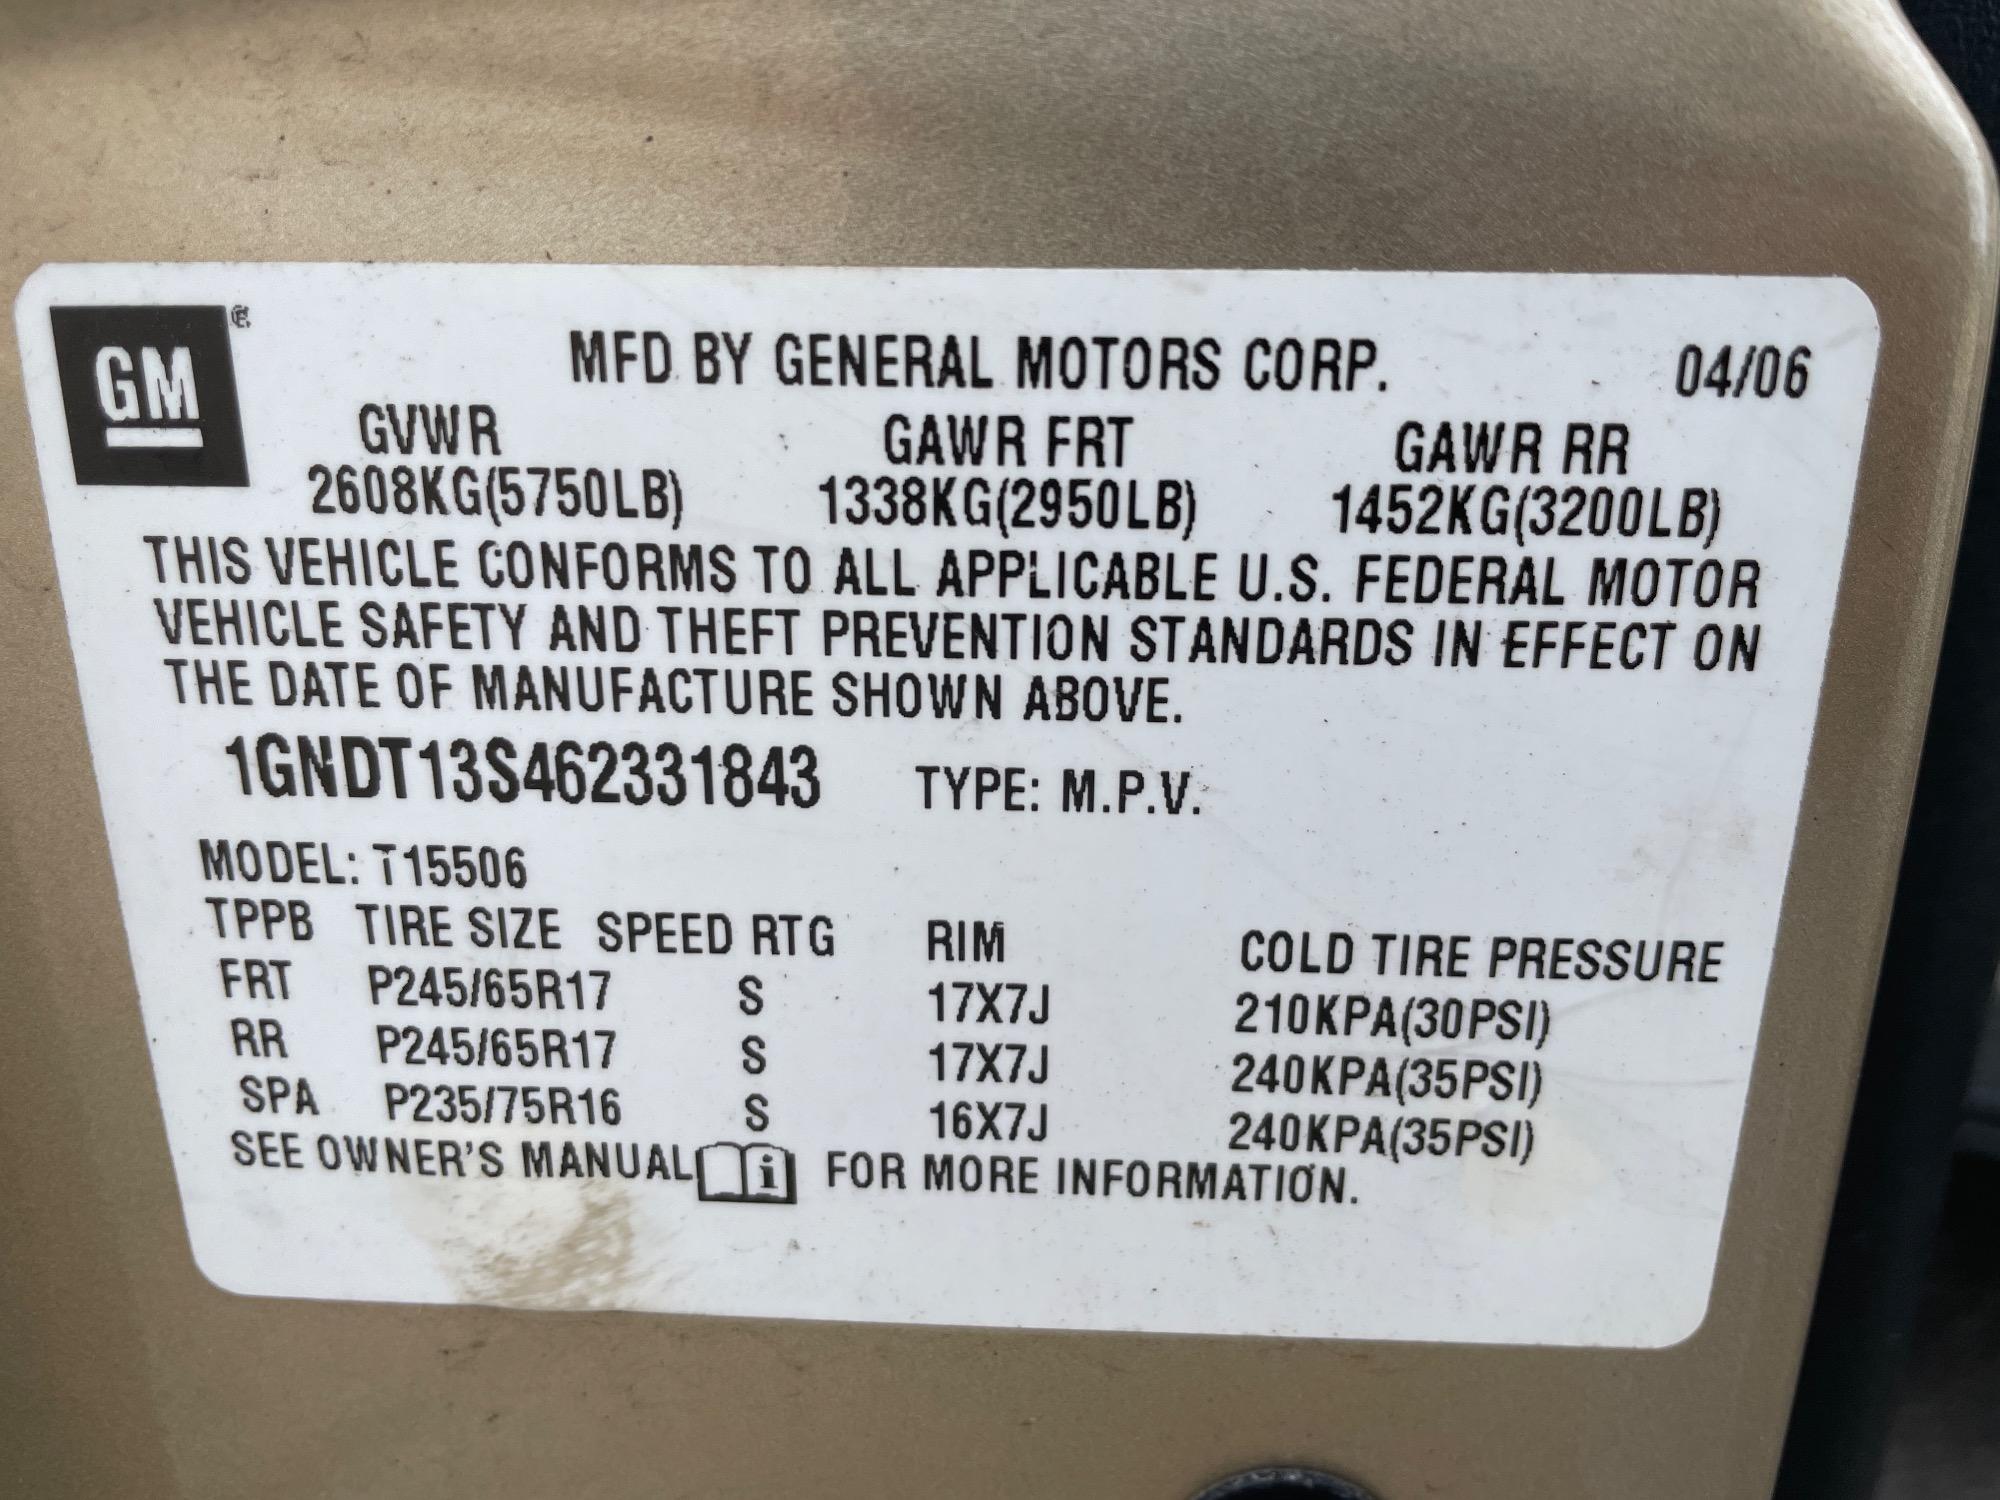 GM®
MFD BY GENERAL MOTORS CORP. 04/06
GVWR GAWR FRT GAWR RR
2608KG(5750LB) 1338KG(2950LB) 1452KG(3200LB)
THIS VEHICLE CONFORMS TO ALL APPLICABLE U.S. FEDERAL MOTOR
VEHICLE SAFETY AND THEFT PREVENTION STANDARDS IN EFFECT ON
THE DATE OF MANUFACTURE SHOWN ABOVE.
1GNDT13S462331843 TYPE: M.P.V.
MODEL: T15506
TPPB TIRE SIZE SPEED RTG RIM COLD TIRE PRESSURE
FRT P245/65R17 S 17X7J 210KPA(30PSI)
RR P245/65R17 S 17X7J 240KPA(35PSI)
SPA P235/75R16 S 16X7J 240KPA(35PSI)
SEE OWNER'S MANUAL i FOR MORE INFORMATION.